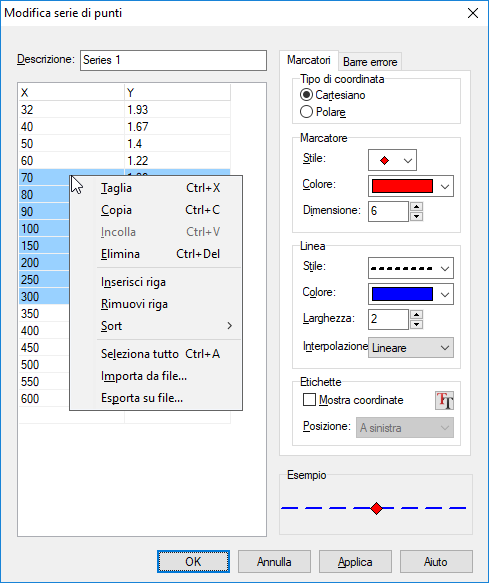 Modifica serie di punti
Descrizione: Series 1
X Y
32 1.93
40 1.67
50 1.4
60 1.22
70
80
90
100
150
200
250
300
350
400
450
500
550
600
Taglia Ctrl+X
Copia Ctrl+C
Incolla Ctrl+V
Elimina Ctrl+Del
Inserisci riga
Rimuovi riga
Sort
Seleziona tutto Ctrl+A
Importa da file...
Esporta su file...
Marcatori Barre errore
Tipo di coordinata
Cartesiano
Polare
Marcatore
Stile:
Colore:
Dimensione: 6
Linea
Stile:
Colore:
Larghezza: 2
Interpolazione Lineare
Etichette
Mostra coordinate
Posizione: A sinistra
Esempio
OK Annulla Applica Aiuto